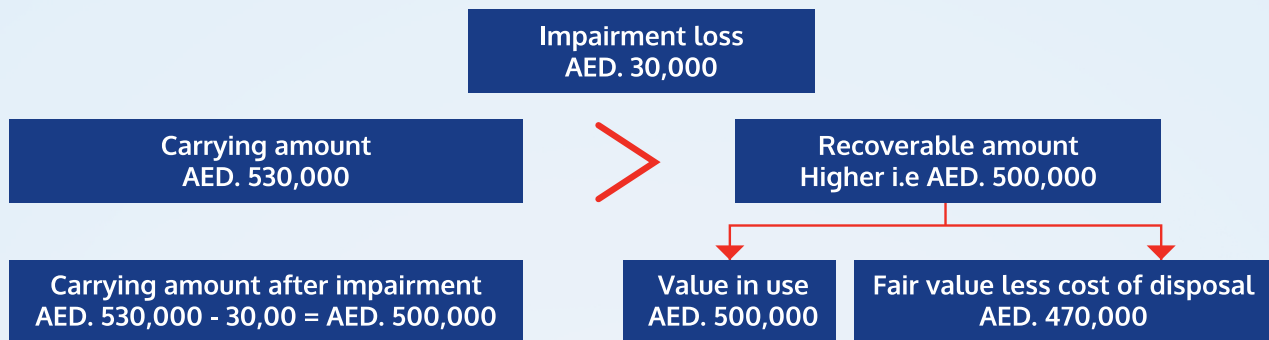 Impairment loss
AED. 30,000
Carrying amount
AED. 530,000
Recoverable amount
Higher i.e AED. 500,000
Carrying amount after impairment
AED. 530,000 - 30,00 = AED. 500,000
Value in use
AED. 500,000
Fair value less cost of disposal
AED. 470,000